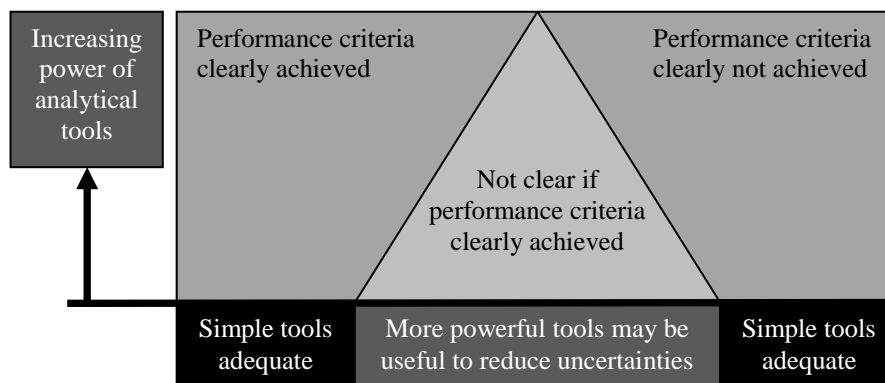 Increasing
power of
analytical
tools
Performance criteria
clearly achieved
Performance criteria
clearly not achieved
Not clear if
performance criteria
clearly achieved
Simple tools
adequate
More powerful tools may be
useful to reduce uncertainties
Simple tools
adequate